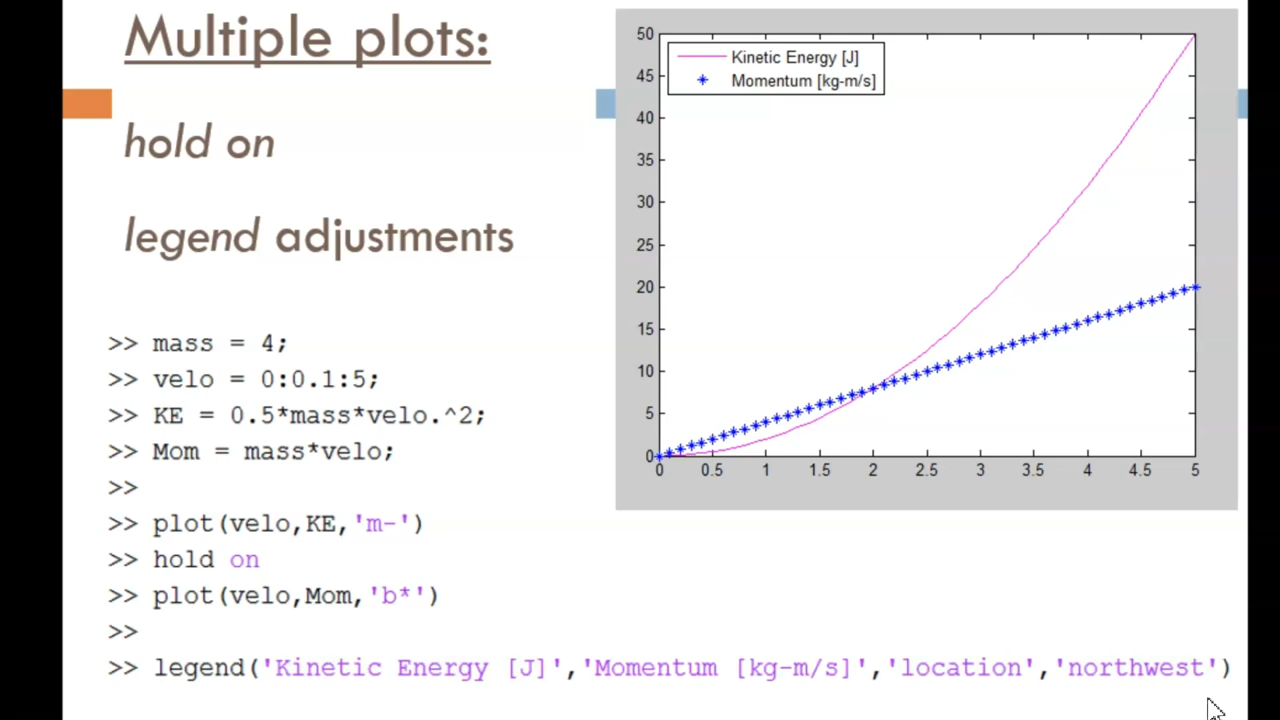 Multiple plots:
hold on
legend adjustments
>> mass = 4;
>> velo = 0:0.1:5;
>> KE = 0.5*mass*velo.^2;
>> Mom = mass*velo;
>>
>> plot(velo,KE,'m-')
>> hold on
>> plot(velo,Mom,'b*')
>>
>> legend('Kinetic Energy [J]','Momentum [kg-m/s]','location','northwest')
Kinetic Energy [J]
Momentum [kg-m/s]
50
45
40
35
30
25
20
15
10
5
0
0 0.5 1 1.5 2 2.5 3 3.5 4 4.5 5